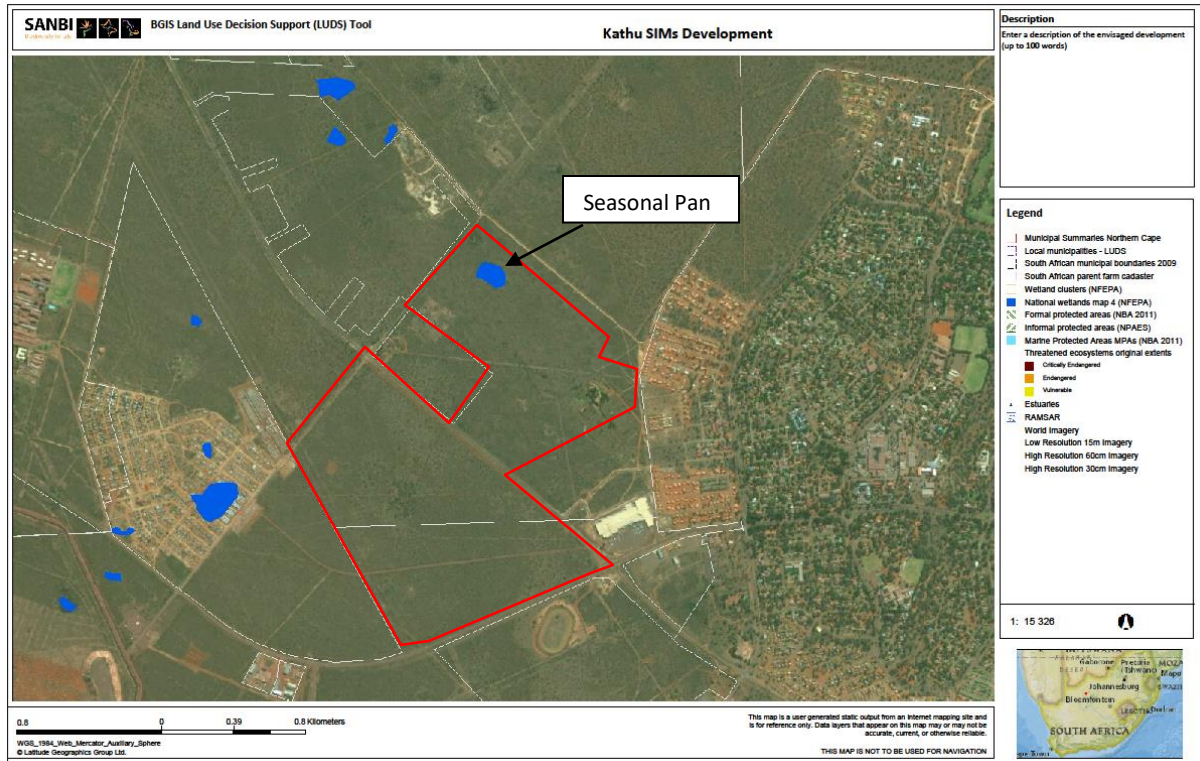 SANBI
BGIS Land Use Decision Support (LUDS) Tool
Kathu SIMs Development
Description
Enter a description of the envisaged development
(up to 100 words)
Seasonal Pan
Legend
Municipal Summaries Northern Cape
Local municipalities - LUDS
South African municipal boundaries 2009
South African parent farm cadaster
Wetland clusters (NFEPA)
National wetlands map 4 (NFEPA)
Formal protected areas (NBA 2011)
Informal protected areas (NPAES)
Marine Protected Areas MPAs (NBA 2011)
Threatened ecosystems original extents
Critically Endangered
Endangered
Vulnerable
Estuaries
RAMSAR
World Imagery
Low Resolution 15m Imagery
High Resolution 60cm Imagery
High Resolution 30cm Imagery
1: 15 326
Gaborone Pretoria
(Tshwane) Mapu
Johannesburg
Bloemfontein
SOUTH AFRICA
0.8 0 0.39 0.8 Kilometers
WGS_1984_Web_Mercator_Auxiliary_Sphere
© Latitude Geographics Group Ltd.
This map is a user generated static output from an Internet mapping site and
is for reference only. Data layers that appear on this map may or may not be
accurate, current, or otherwise reliable.
THIS MAP IS NOT TO BE USED FOR NAVIGATION